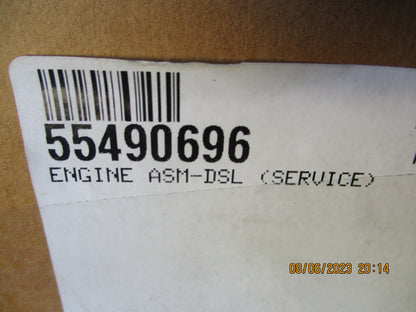 55490696
ENGINE ASM-DSL (SERVICE)
08/06/2023 20:14